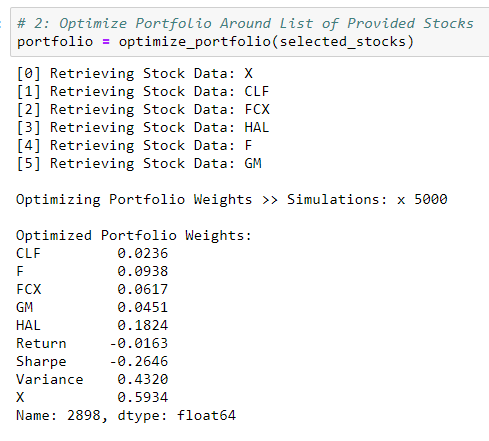 # 2: Optimize Portfolio Around List of Provided Stocks
portfolio = optimize_portfolio(selected_stocks)
[0] Retrieving Stock Data: X
[1] Retrieving Stock Data: CLF
[2] Retrieving Stock Data: FCX
[3] Retrieving Stock Data: HAL
[4] Retrieving Stock Data: F
[5] Retrieving Stock Data: GM
Optimizing Portfolio Weights >> Simulations: x 5000
Optimized Portfolio Weights:
CLF 0.0236
F 0.0938
FCX 0.0617
GM 0.0451
HAL 0.1824
Return -0.0163
Sharpe -0.2646
Variance 0.4320
X 0.5934
Name: 2898, dtype: float64